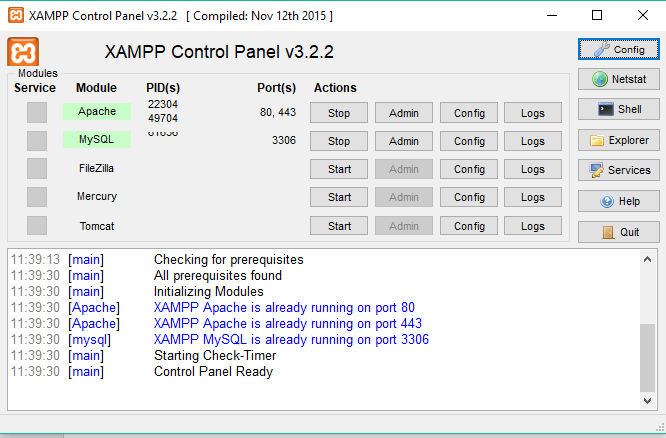 XAMPP Control Panel v3.2.2 [ Compiled: Nov 12th 2015 ]
XAMPP Control Panel v3.2.2
Config
Netstat
Shell
Explorer
Services
Help
Quit
Modules
Service Module PID(s) Port(s) Actions
Apache 22304 49704 80, 443 Stop Admin Config Logs
MySQL 3306 Stop Admin Config Logs
FileZilla Start Admin Config Logs
Mercury Start Admin Config Logs
Tomcat Start Admin Config Logs
11:39:13 [main] Checking for prerequisites
11:39:30 [main] All prerequisites found
11:39:30 [main] Initializing Modules
11:39:30 [Apache] XAMPP Apache is already running on port 80
11:39:30 [Apache] XAMPP Apache is already running on port 443
11:39:30 [mysql] XAMPP MySQL is already running on port 3306
11:39:30 [main] Starting Check-Timer
11:39:30 [main] Control Panel Ready